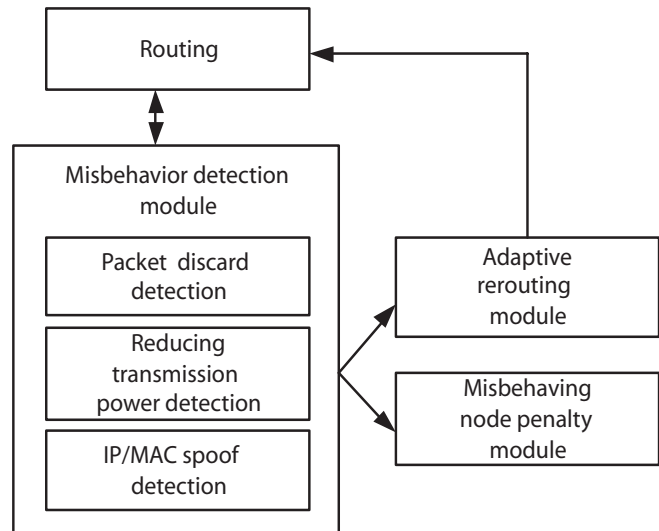 Routing
Misbehavior detection
module
Packet discard
detection
Reducing
transmission
power detection
IP/MAC spoof
detection
Adaptive
rerouting
module
Misbehaving
node penalty
module